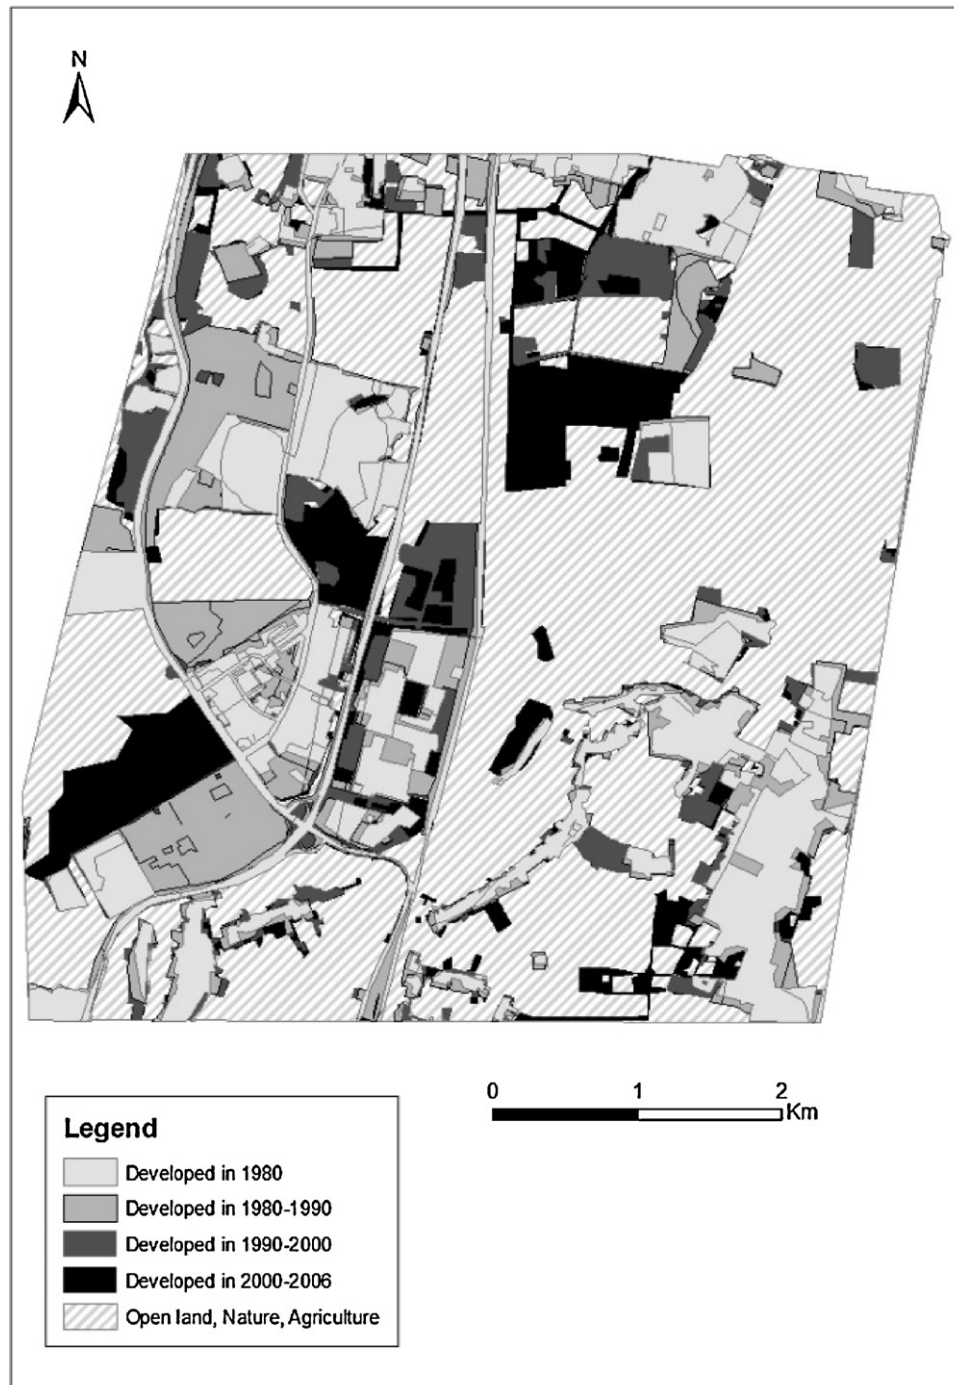 N
0 1 2
Km
Legend
Developed in 1980
Developed in 1980-1990
Developed in 1990-2000
Developed in 2000-2006
Open land, Nature, Agriculture